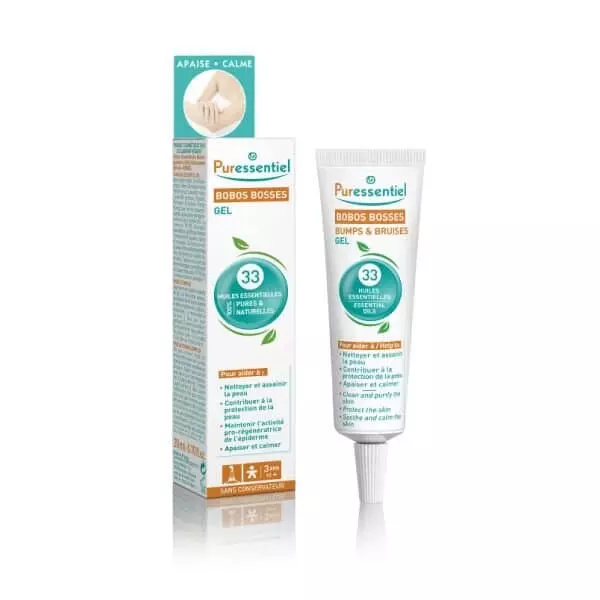 APAISE • CALME
Puressentiel
BOBOS BOSSES
GEL
33
HUILES ESSENTIELLES
100%
PURES &
NATURELLES
Pour aider à :
• Nettoyer et assainir
la peau
• Contribuer à la
protection de la
peau
• Maintenir l'activité
pro-régénératrice
de l'épiderme
• Apaiser et calmer
3 ANS
et +
SANS CONSERVATEUR
Puressentiel
BOBOS BOSSES
BUMPS & BRUISES
GEL
33
HUILES ESSENTIELLES
ESSENTIAL
OILS
Pour aider à / Help to :
• Nettoyer et assainir
la peau
• Contribuer à la
protection de la peau
• Apaiser et calmer
• Clean and purify the
skin
• Protect the skin
• Soothe and calm the
skin